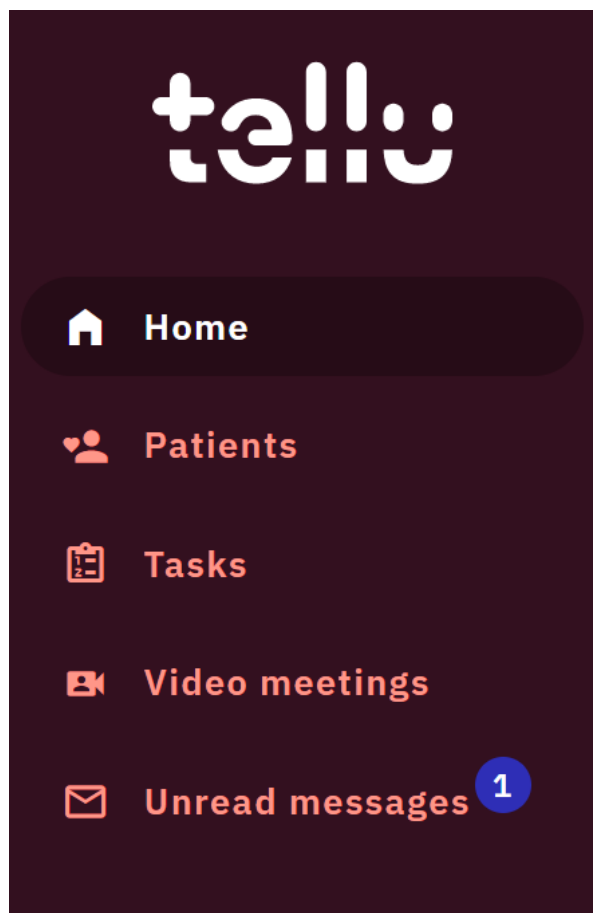 tellu
Home
Patients
Tasks
Video meetings
Unread messages 1